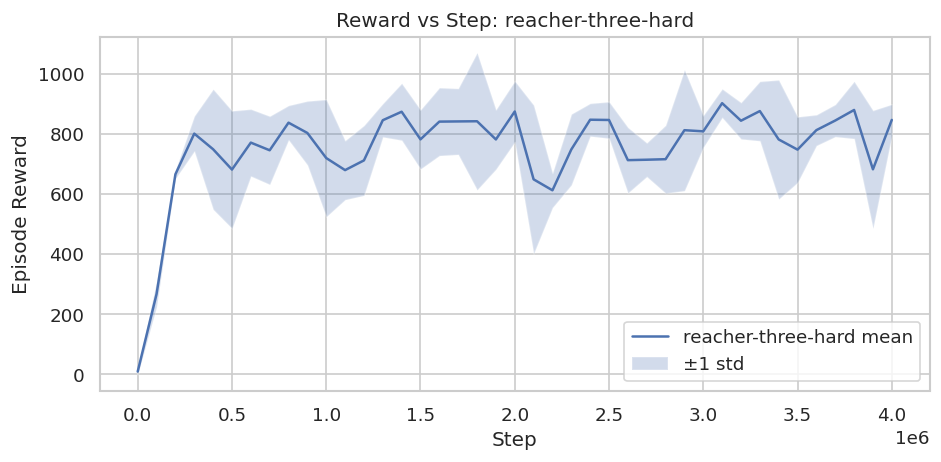 Reward vs Step: reacher-three-hard
Episode Reward
1000
800
600
400
200
0
reacher-three-hard mean
±1 std
0.0 0.5 1.0 1.5 2.0 2.5 3.0 3.5 4.0
1e6
Step